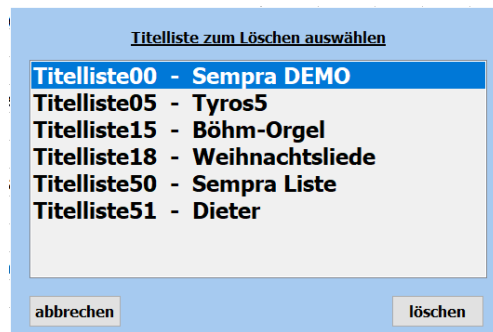 Titelliste zum Löschen auswählen
Titelliste00 - Sempra DEMO
Titelliste05 - Tyros5
Titelliste15 - Böhm-Orgel
Titelliste18 - Weihnachtsliede
Titelliste50 - Sempra Liste
Titelliste51 - Dieter
abbrechen löschen